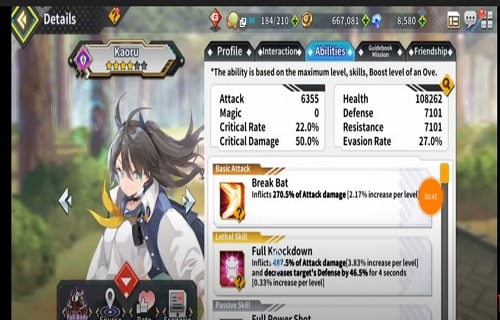 Details
184/210
667,081
8,580
Kaoru
Profile
Interaction
Abilities
Guidebook
Mission
Friendship
*The ability is based on the maximum level, skills, Boost level of an Ove.
Attack 6355
Magic 0
Critical Rate 22.0%
Critical Damage 50.0%
Health 108262
Defense 7101
Resistance 7101
Evasion Rate 27.0%
Basic Attack
Break Bat
Inflicts 270.5% of Attack damage [2.17% increase per level]
00:43
Lethal Skill
Full Knockdown
Inflicts 487.5% of Attack damage[3.83% increase per level]
and decreases target's Defense by 46.5% for 4 seconds
[0.33% increase per level]
Passive Skill
Full Power Shot
Full Body